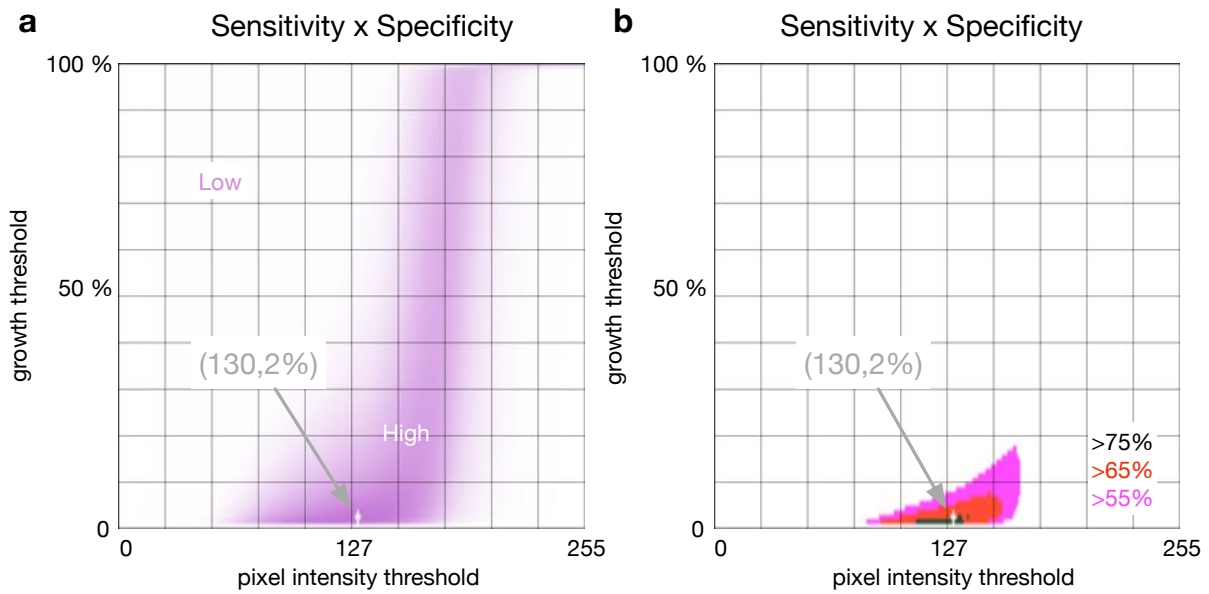 a
Sensitivity x Specificity
100 %
50 %
0
growth threshold
Low
(130,2%)
High
0
127
255
pixel intensity threshold
b
Sensitivity x Specificity
100 %
50 %
0
growth threshold
(130,2%)
>75%
>65%
>55%
0
127
255
pixel intensity threshold